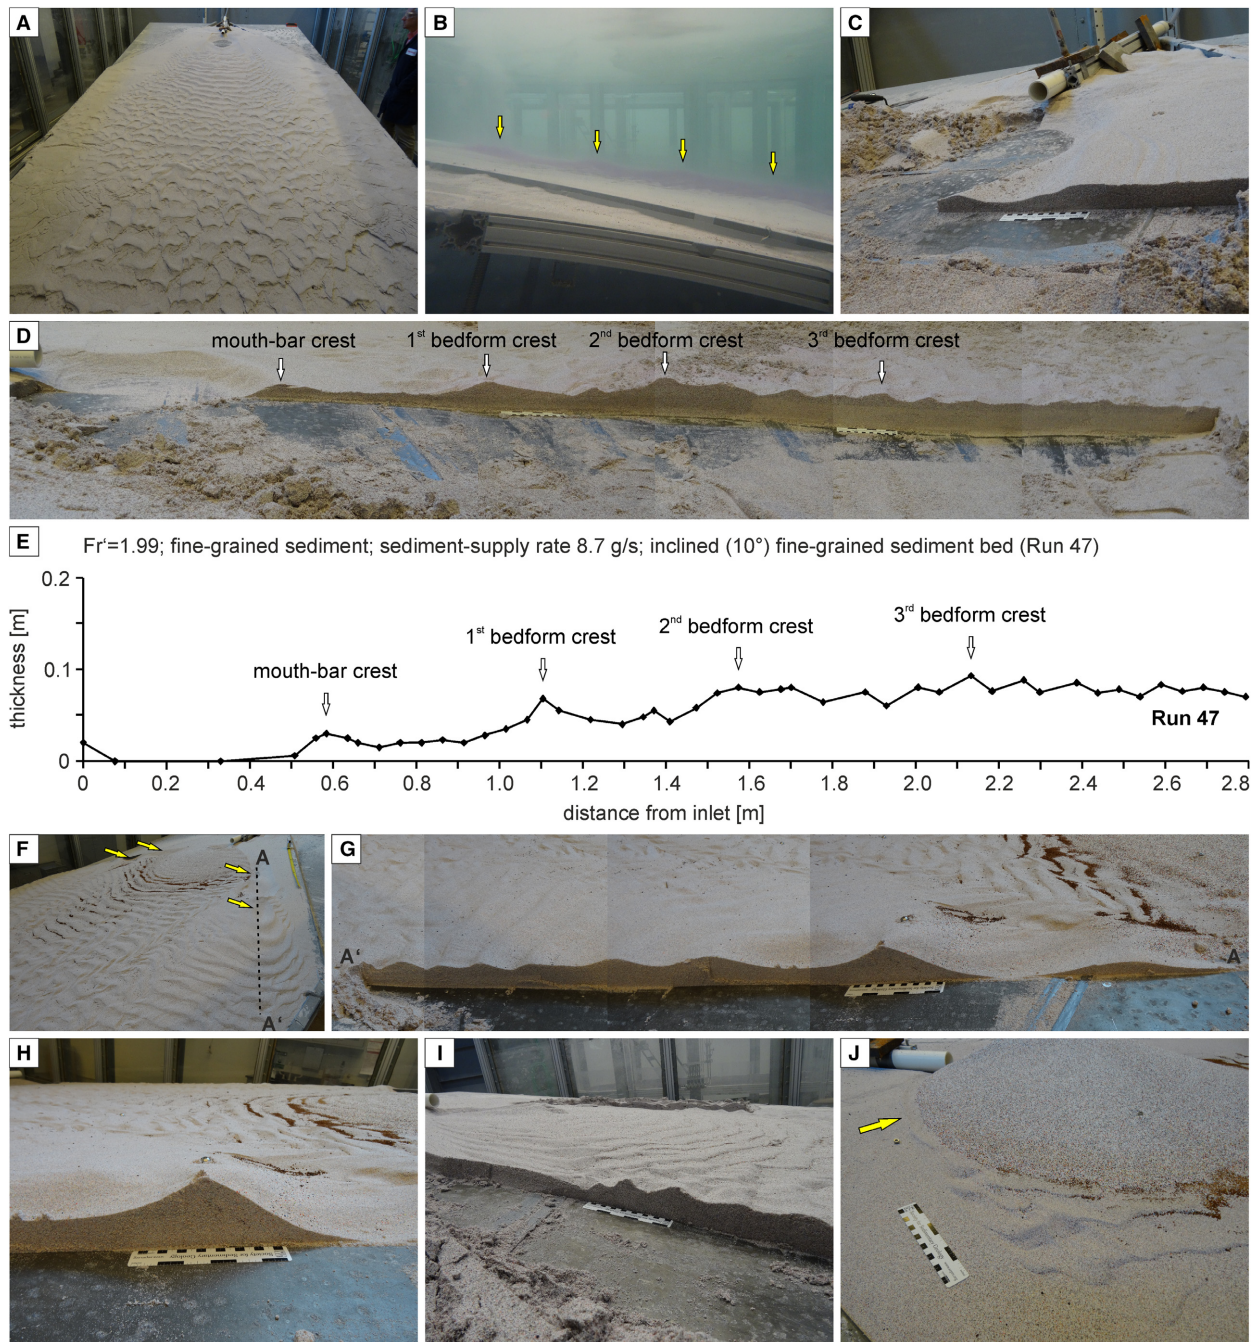 A
B
C
D
mouth-bar crest
1st bedform crest
2nd bedform crest
3rd bedform crest
E
Fr‘=1.99; fine-grained sediment; sediment-supply rate 8.7 g/s; inclined (10°) fine-grained sediment bed (Run 47)
thickness [m]
0.2
0.1
0
mouth-bar crest
1st bedform crest
2nd bedform crest
3rd bedform crest
Run 47
0 0.2 0.4 0.6 0.8 1.0 1.2 1.4 1.6 1.8 2.0 2.2 2.4 2.6 2.8
distance from inlet [m]
F
A
A‘
G
A‘
A
H
Society for Sedimentary Geology
I
J